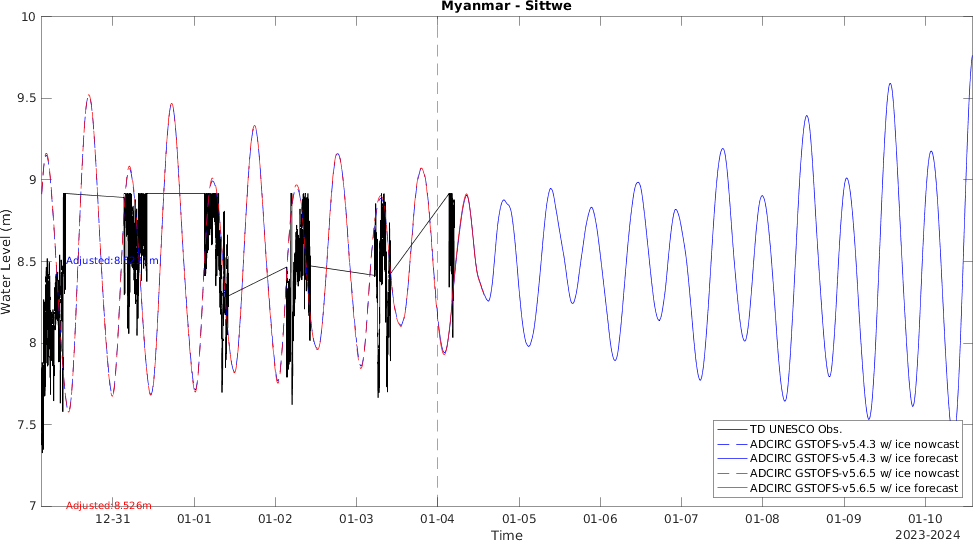 Myanmar - Sittwe
10
9.5
9
8.5
8
7.5
7
Water Level (m)
Adjusted:8.
m
Adjusted:8.526m
TD UNESCO Obs.
ADCIRC GSTOFS-v5.4.3 w/ ice nowcast
ADCIRC GSTOFS-v5.4.3 w/ ice forecast
ADCIRC GSTOFS-v5.6.5 w/ ice nowcast
ADCIRC GSTOFS-v5.6.5 w/ ice forecast
12-31 01-01 01-02 01-03 01-04 01-05 01-06 01-07 01-08 01-09 01-10
2023-2024
Time